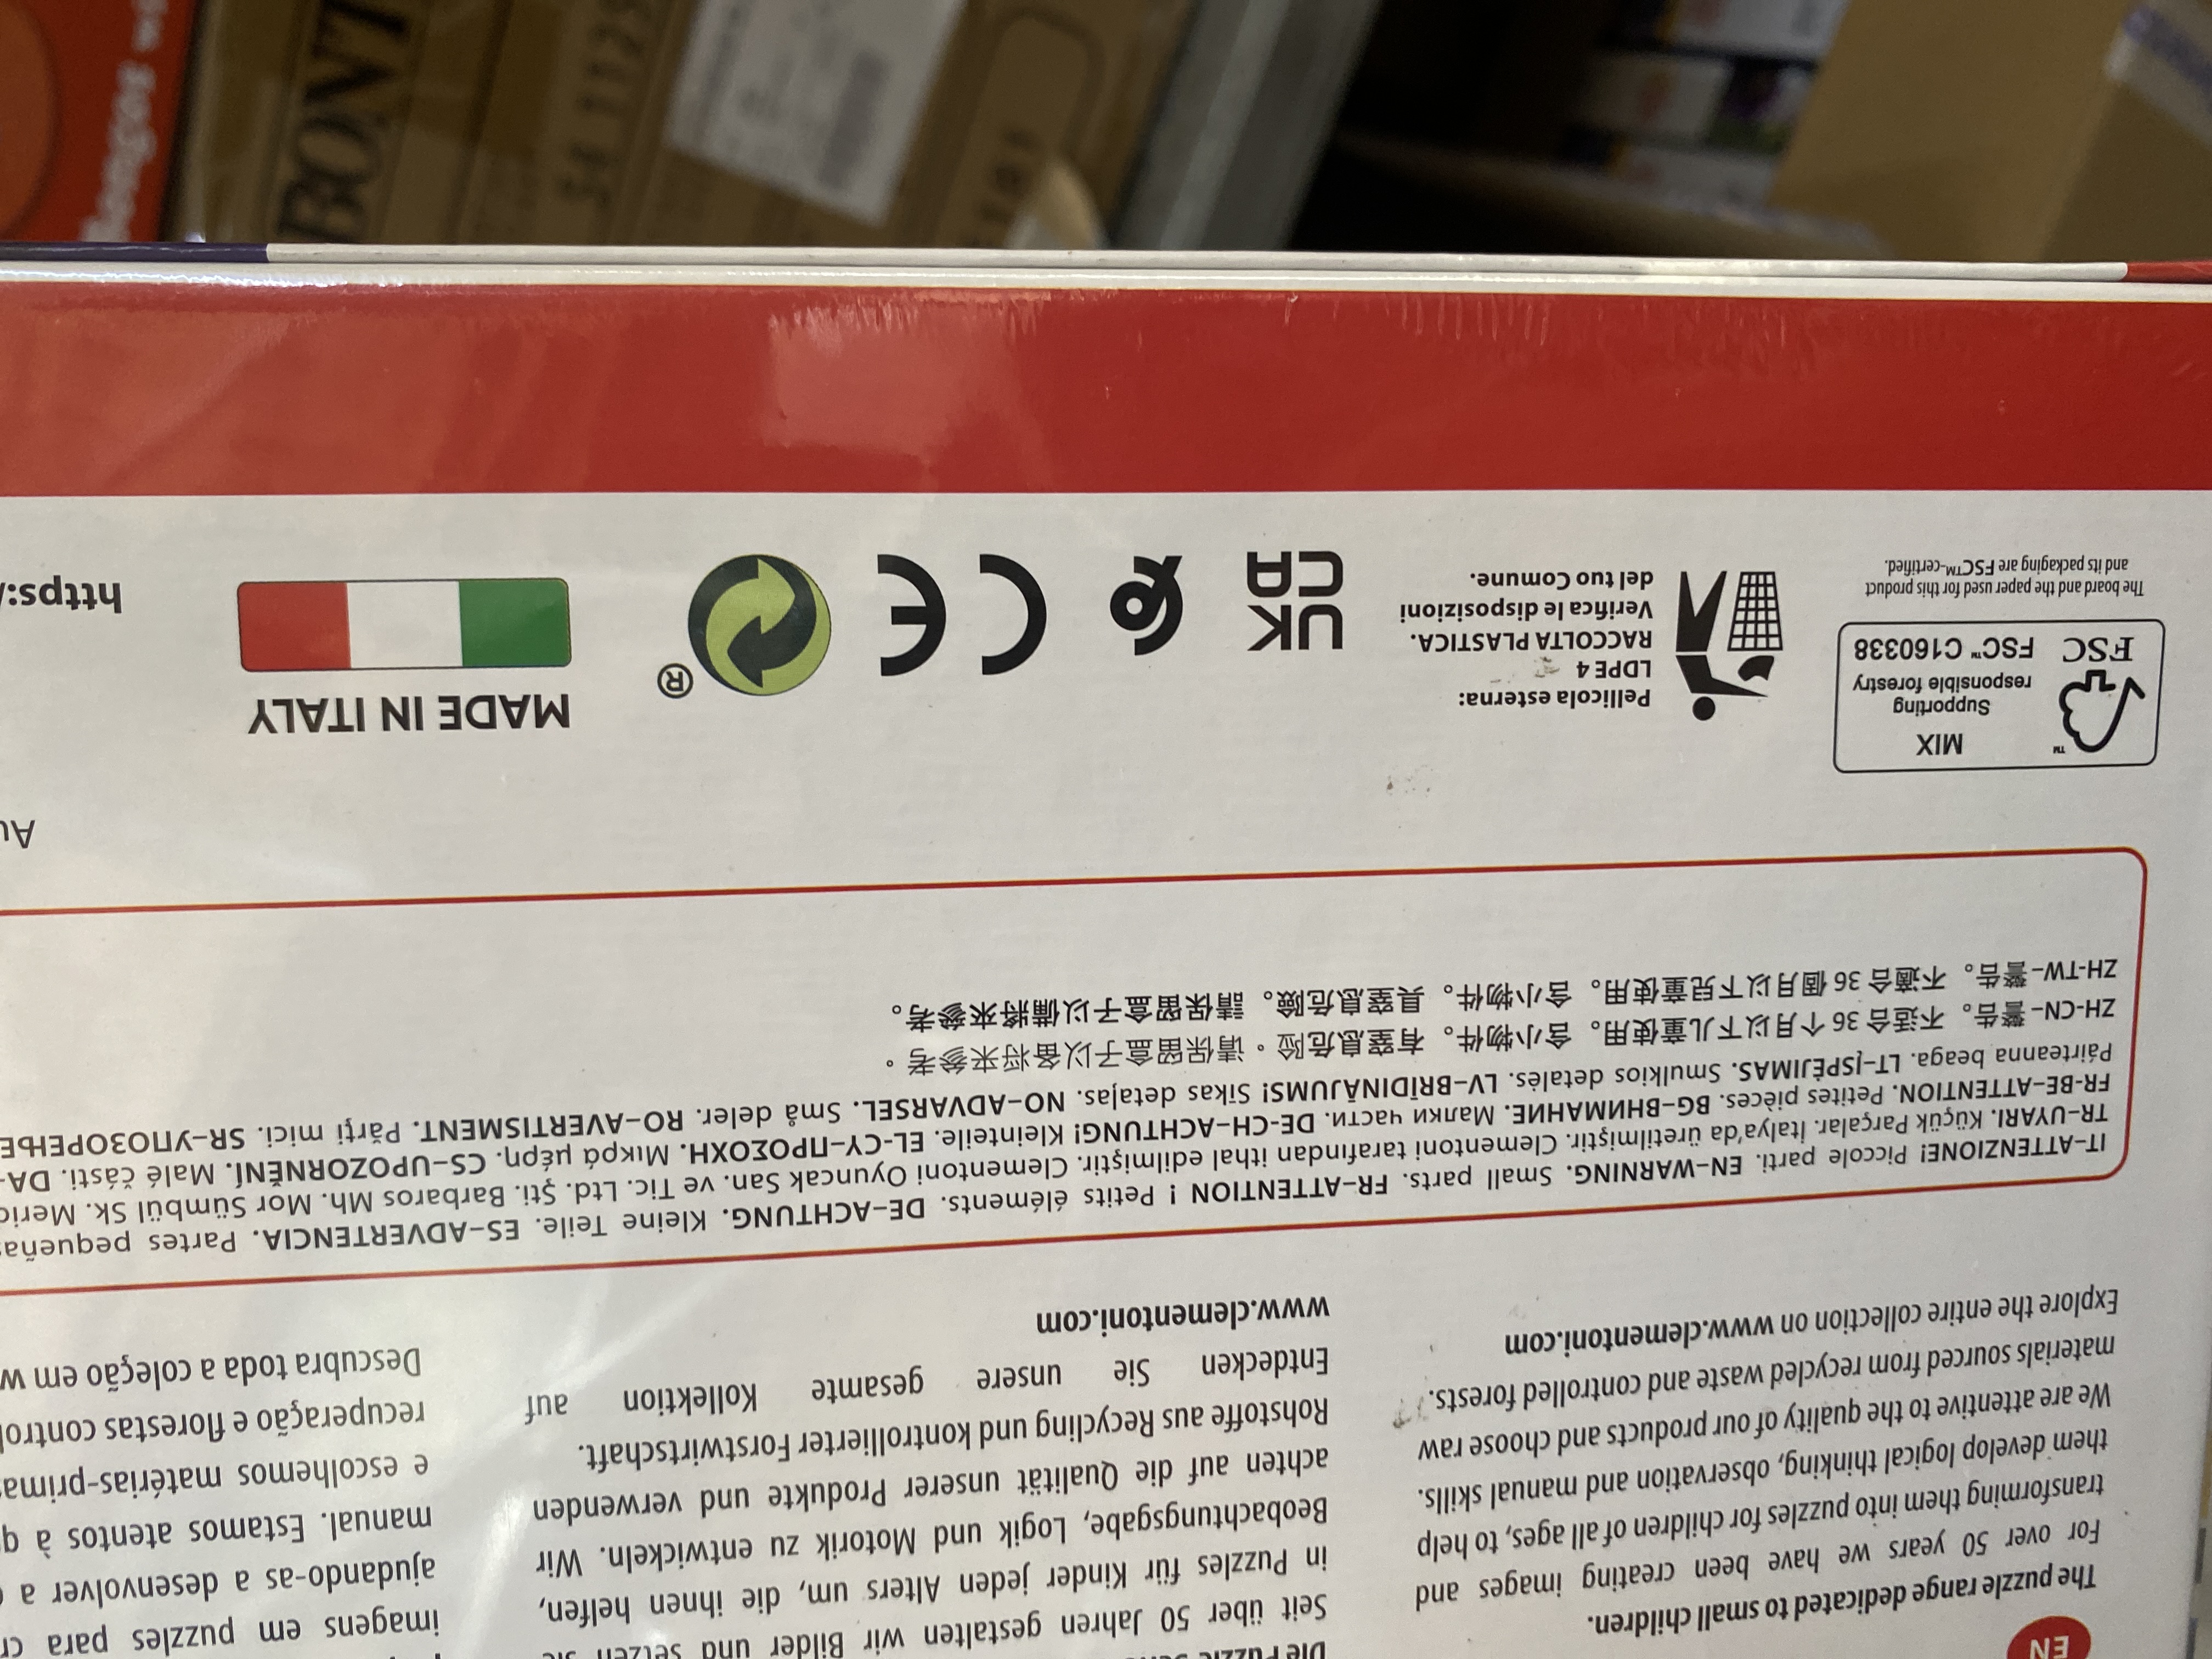 EN
The puzzle range dedicated to small children.
For over 50 years we have been creating images and
transforming them into puzzles for children of all ages, to help
them develop logical thinking, observation and manual skills.
We are attentive to the quality of our products and choose raw
materials sourced from recycled waste and controlled forests.
Explore the entire collection on www.clementoni.com
Die Puzzle
Seit über 50 Jahren gestalten wir Bilder und setzen sie
in Puzzles für Kinder jeden Alters um, die ihnen helfen,
Beobachtungsgabe, Logik und Motorik zu entwickeln. Wir
achten auf die Qualität unserer Produkte und verwenden
Rohstoffe aus Recycling und kontrollierter Forstwirtschaft.
Entdecken Sie unsere gesamte Kollektion auf
www.clementoni.com
imagens em puzzles para
ajudando-as a desenvolver a
manual. Estamos atentos à
e escolhemos matérias-primas
recuperação e florestas
Descubra toda a coleção em
IT–ATTENZIONE! Piccole parti. EN–WARNING. Small parts. FR–ATTENTION ! Petits éléments. DE–ACHTUNG. Kleine Teile. ES–ADVERTENCIA. Partes pequeñas
TR–UYARI. Küçük Parçalar. İtalya'da üretilmiştir. Clementoni tarafından ithal edilmiştir. Clementoni Oyuncak San. ve Tic. Ltd. Şti. Barbaros Mh. Mor Sümbül Sk.
FR-BE–ATTENTION. Petites pièces. BG–ВНИМАНИЕ. Малки части. DE-CH–ACHTUNG! Kleinteile. EL-CY–ΠΡΟΣΟΧΗ. Μικρά μέρη. CS–UPOZORNĚNÍ. Malé části. DA-
Páirteanna beaga. LT–ĮSPĖJIMAS. Smulkios detalės. LV–BRĪDINĀJUMS! Sīkas detaļas. NO–ADVARSEL. Små deler. RO–AVERTISMENT. Părţi mici. SR–УПОЗОРЕЊЕ
ZH-CN–警告。不适合 36 个月以下儿童使用。含小物件。有窒息危险。请保留盒子以备将来参考。
ZH-TW–警告。不適合 36 個月以下兒童使用。含小物件。具窒息危險。請保留盒子以備將來參考。
Au
MIX
Supporting
responsible forestry
FSC FSC™ C160338
The board and the paper used for this product
and its packaging are FSC™-certified.
Pellicola esterna:
LDPE 4
RACCOLTA PLASTICA.
Verifica le disposizioni
del tuo Comune.
UK
CA
CE
®
MADE IN ITALY
https:/
BONT